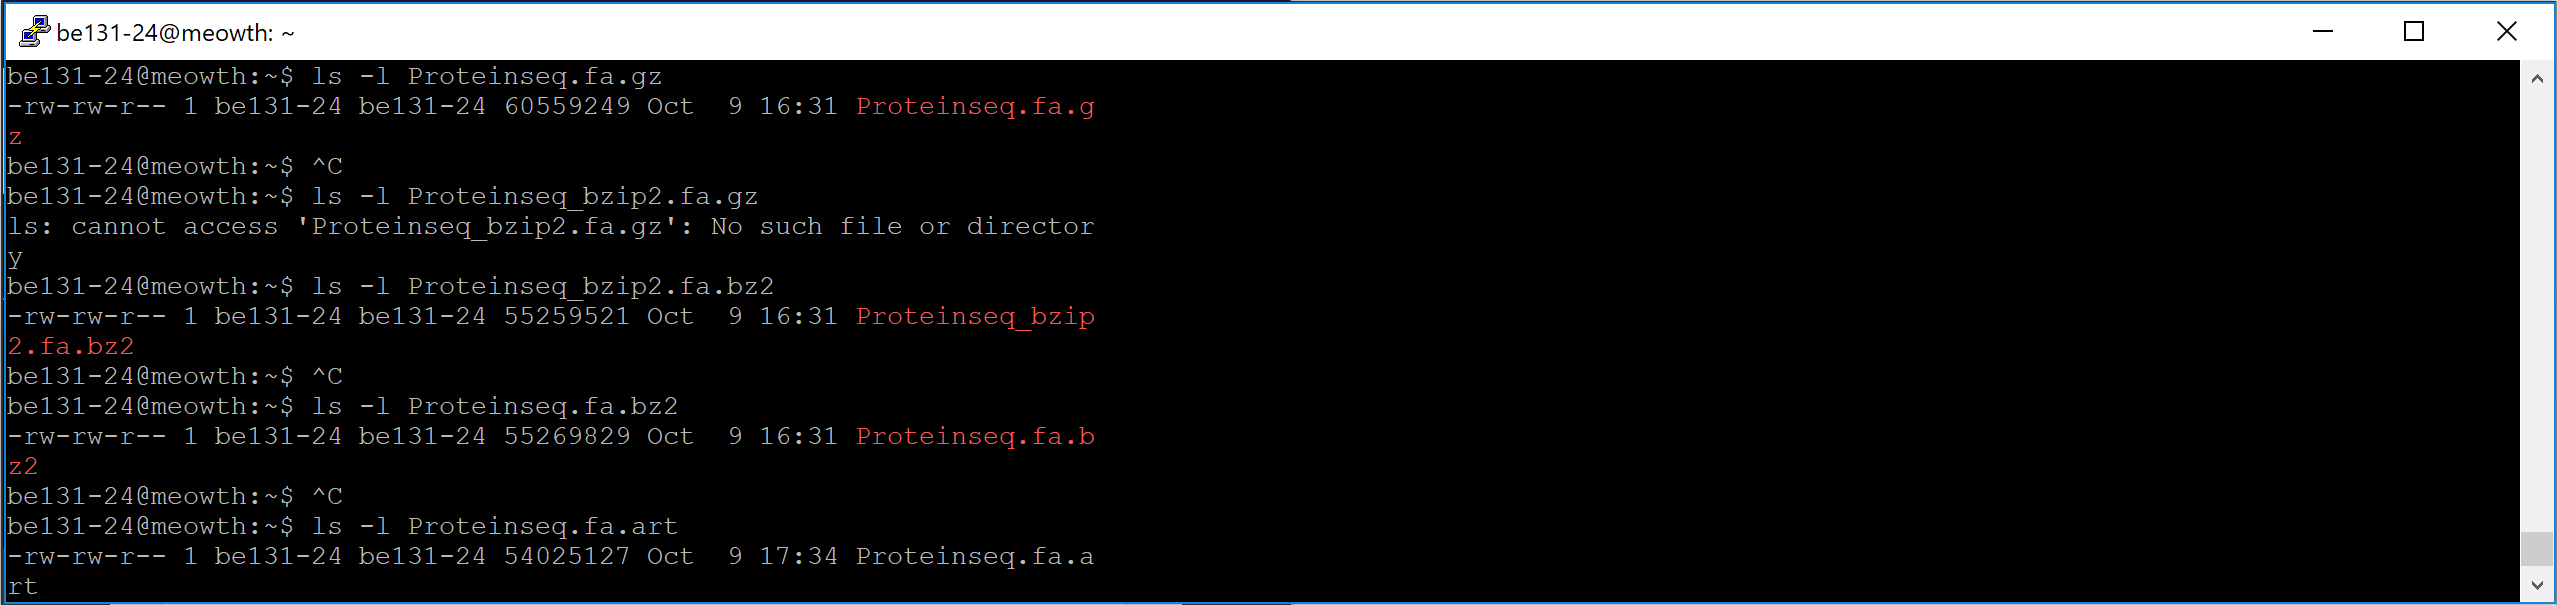 be131-24@meowth: ~
be131-24@meowth:~$ ls -l Proteinseq.fa.gz
-rw-rw-r-- 1 be131-24 be131-24 60559249 Oct  9 16:31 Proteinseq.fa.g
z
be131-24@meowth:~$ ^C
be131-24@meowth:~$ ls -l Proteinseq_bzip2.fa.gz
ls: cannot access 'Proteinseq_bzip2.fa.gz': No such file or director
y
be131-24@meowth:~$ ls -l Proteinseq_bzip2.fa.bz2
-rw-rw-r-- 1 be131-24 be131-24 55259521 Oct  9 16:31 Proteinseq_bzip
2.fa.bz2
be131-24@meowth:~$ ^C
be131-24@meowth:~$ ls -l Proteinseq.fa.bz2
-rw-rw-r-- 1 be131-24 be131-24 55269829 Oct  9 16:31 Proteinseq.fa.b
z2
be131-24@meowth:~$ ^C
be131-24@meowth:~$ ls -l Proteinseq.fa.art
-rw-rw-r-- 1 be131-24 be131-24 54025127 Oct  9 17:34 Proteinseq.fa.a
rt